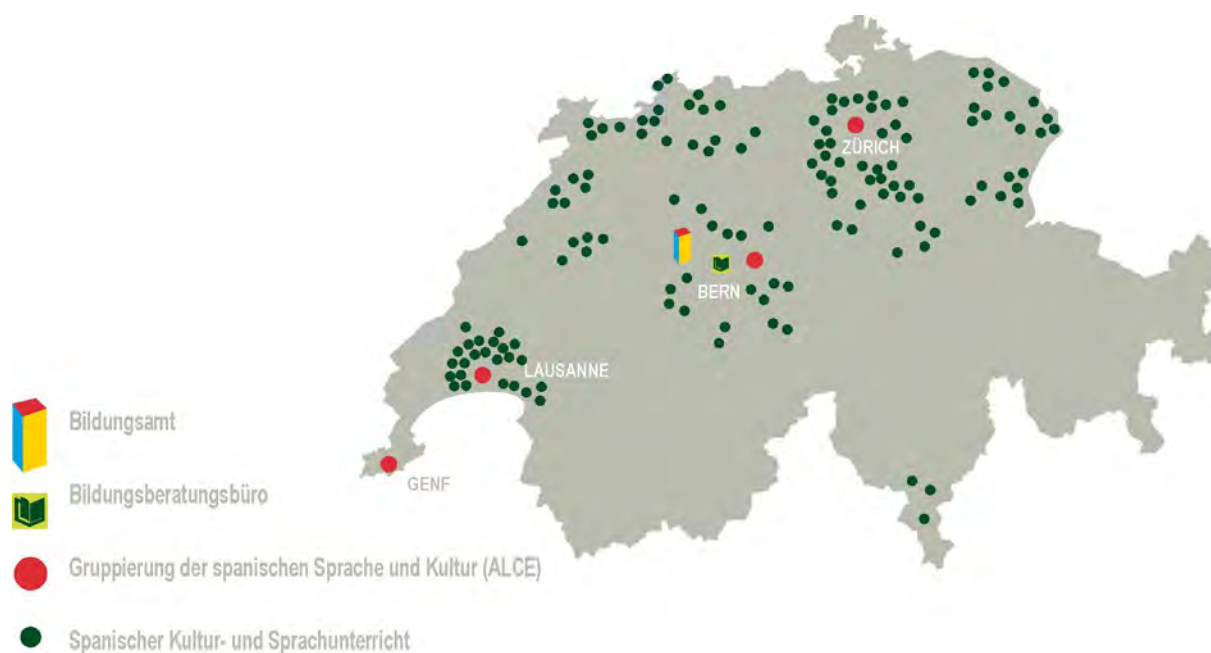 ZÜRICH
BERN
LAUSANNE
GENF
Bildungsamt
Bildungsberatungsbüro
Gruppierung der spanischen Sprache und Kultur (ALCE)
Spanischer Kultur- und Sprachunterricht